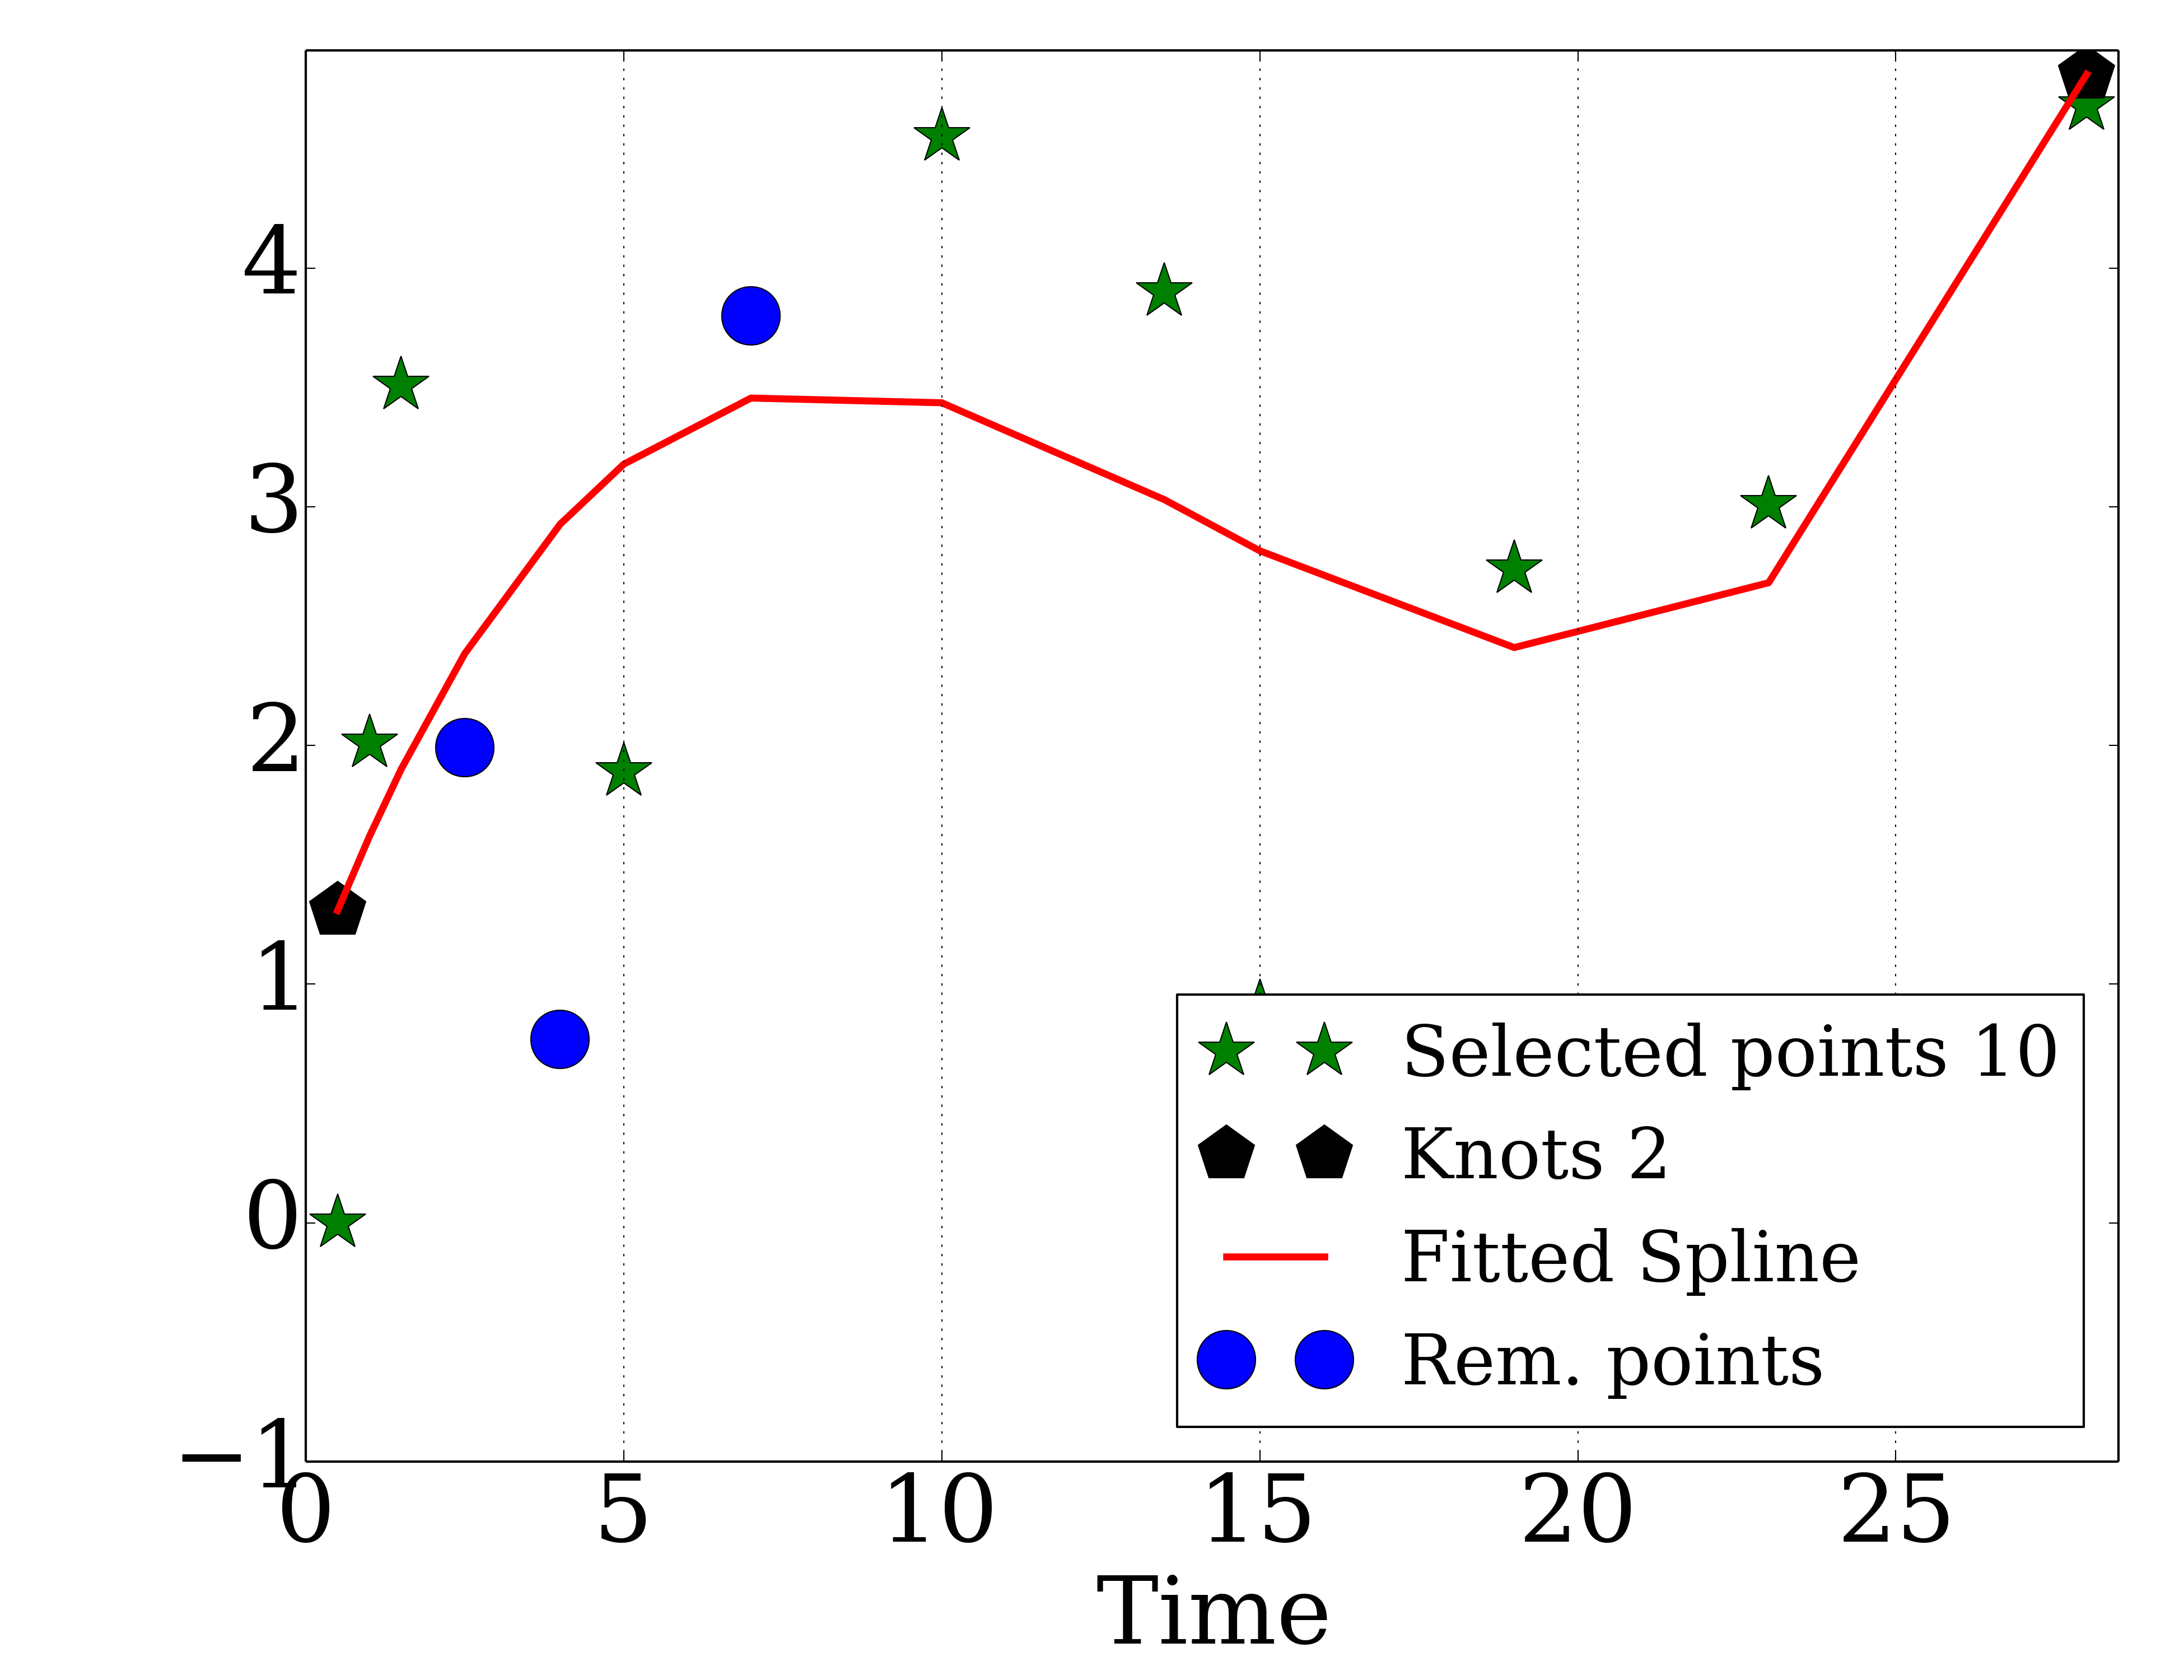 4
3
2
1
0
−1
0 5 10 15 20 25
Time
Selected points 10
Knots 2
Fitted Spline
Rem. points